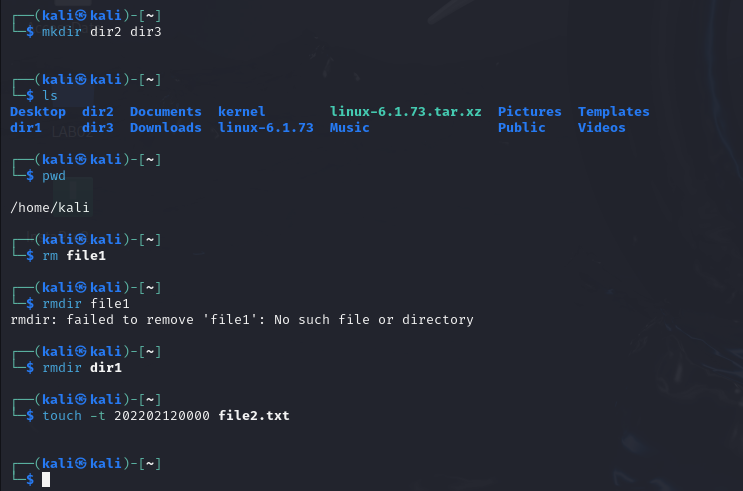 ┌──(kali㉿kali)-[~]
└─$ mkdir dir2 dir3
┌──(kali㉿kali)-[~]
└─$ ls
Desktop dir2 Documents kernel linux-6.1.73.tar.xz Pictures Templates
dir1 dir3 Downloads linux-6.1.73 Music Public Videos
┌──(kali㉿kali)-[~]
└─$ pwd
/home/kali
┌──(kali㉿kali)-[~]
└─$ rm file1
┌──(kali㉿kali)-[~]
└─$ rmdir file1
rmdir: failed to remove 'file1': No such file or directory
┌──(kali㉿kali)-[~]
└─$ rmdir dir1
┌──(kali㉿kali)-[~]
└─$ touch -t 202202120000 file2.txt
┌──(kali㉿kali)-[~]
└─$